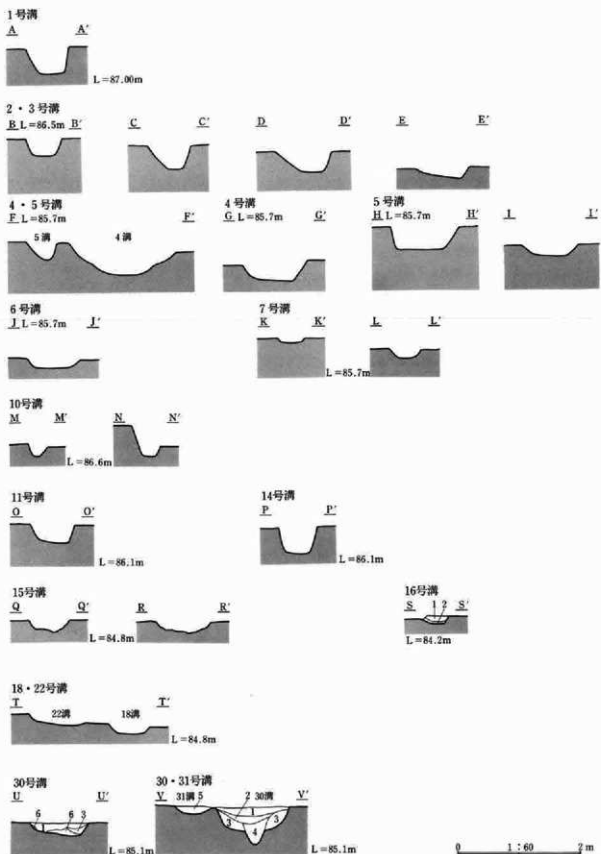 1号溝
A A′
L=87.00m
2・3号溝
B L=86.5m B′ C C′ D D′ E E′
4・5号溝 4号溝 5号溝
F L=85.7m F′ G L=85.7m G′ H L=85.7m H′ I I′
5溝 4溝
6号溝 7号溝
J L=85.7m J′ K K′ L L′
L=85.7m
10号溝
M M′ N N′
L=86.6m
11号溝 14号溝
O O′ P P′
L=86.1m L=86.1m
15号溝 16号溝
Q Q′ R R′ S 1 2 S′
L=84.8m L=84.2m
18・22号溝
T T′
22溝 18溝
L=84.8m
30号溝 30・31号溝
U U′ V 31溝 5 2 30溝 V′
6 1 6 3 1 3 4 3
L=85.1m L=85.1m
0 1:60 2m